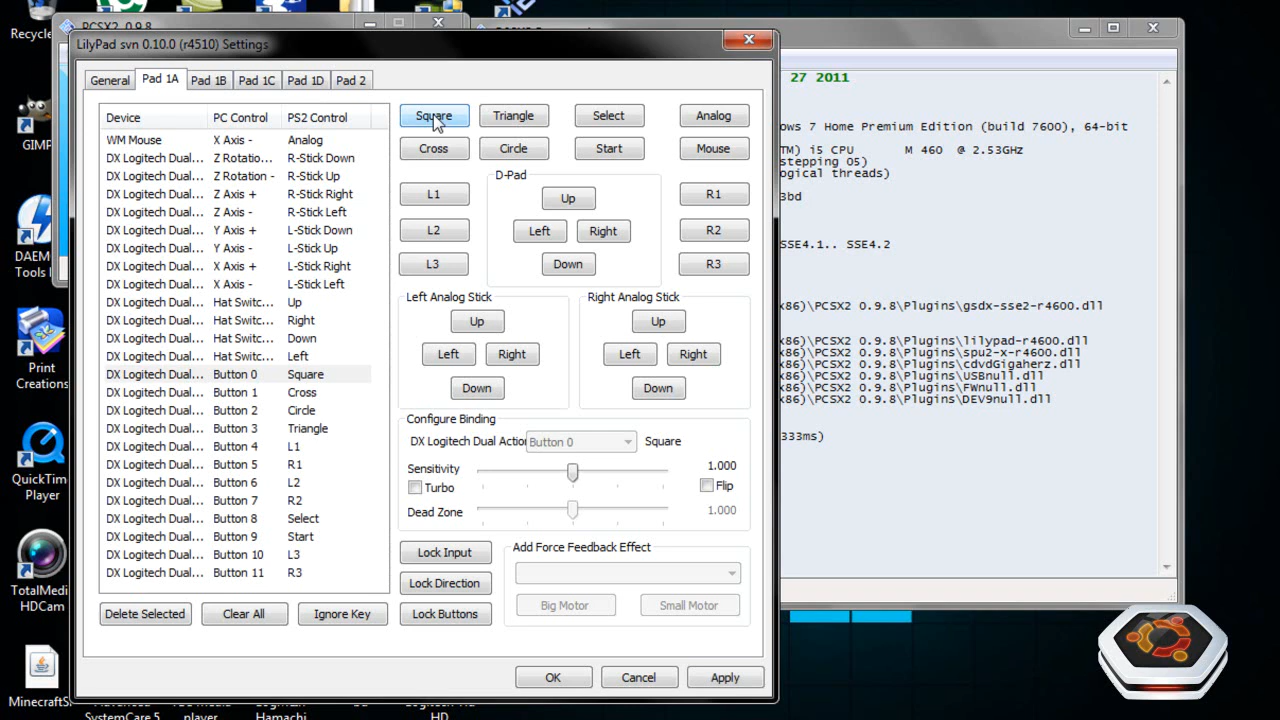 Recycle
PCSX2 0.9.8
LilyPad svn 0.10.0 (r4510) Settings
General Pad 1A Pad 1B Pad 1C Pad 1D Pad 2
27 2011
Device PC Control PS2 Control
WM Mouse X Axis - Analog
DX Logitech Dual... Z Rotatio... R-Stick Down
DX Logitech Dual... Z Rotation - R-Stick Up
DX Logitech Dual... Z Axis + R-Stick Right
DX Logitech Dual... Z Axis - R-Stick Left
DX Logitech Dual... Y Axis + L-Stick Down
DX Logitech Dual... Y Axis - L-Stick Up
DX Logitech Dual... X Axis + L-Stick Right
DX Logitech Dual... X Axis - L-Stick Left
DX Logitech Dual... Hat Switc... Up
DX Logitech Dual... Hat Switc... Right
DX Logitech Dual... Hat Switc... Down
DX Logitech Dual... Hat Switc... Left
DX Logitech Dual... Button 0 Square
DX Logitech Dual... Button 1 Cross
DX Logitech Dual... Button 2 Circle
DX Logitech Dual... Button 3 Triangle
DX Logitech Dual... Button 4 L1
DX Logitech Dual... Button 5 R1
DX Logitech Dual... Button 6 L2
DX Logitech Dual... Button 7 R2
DX Logitech Dual... Button 8 Select
DX Logitech Dual... Button 9 Start
DX Logitech Dual... Button 10 L3
DX Logitech Dual... Button 11 R3
Square Triangle Select Analog
Cross Circle Start Mouse
D-Pad
L1 Up R1
L2 Left Right R2
L3 Down R3
Left Analog Stick Right Analog Stick
Up Up
Left Right Left Right
Down Down
Configure Binding
DX Logitech Dual Action Button 0 Square
Sensitivity 1.000
Turbo Flip
Dead Zone 1.000
Lock Input Add Force Feedback Effect
Lock Direction
Lock Buttons Big Motor Small Motor
Delete Selected Clear All Ignore Key
OK Cancel Apply
ows 7 Home Premium Edition (build 7600), 64-bit
TM) i5 CPU M 460 @ 2.53GHz
stepping 05)
ogical threads)
3bd
SSE4.1.. SSE4.2
x86)\PCSX2 0.9.8\Plugins\gsdx-sse2-r4600.dll
x86)\PCSX2 0.9.8\Plugins\lilypad-r4600.dll
x86)\PCSX2 0.9.8\Plugins\spu2-x-r4600.dll
x86)\PCSX2 0.9.8\Plugins\cdvdGigaherz.dll
x86)\PCSX2 0.9.8\Plugins\USBnull.dll
x86)\PCSX2 0.9.8\Plugins\FWnull.dll
x86)\PCSX2 0.9.8\Plugins\DEV9null.dll
333ms)
GIMP
DAEM
Tools
Print
Creations
QuickTime
Player
TotalMedi
HDCam
MinecraftS
SystemCare 5
player
Hamachi
HD